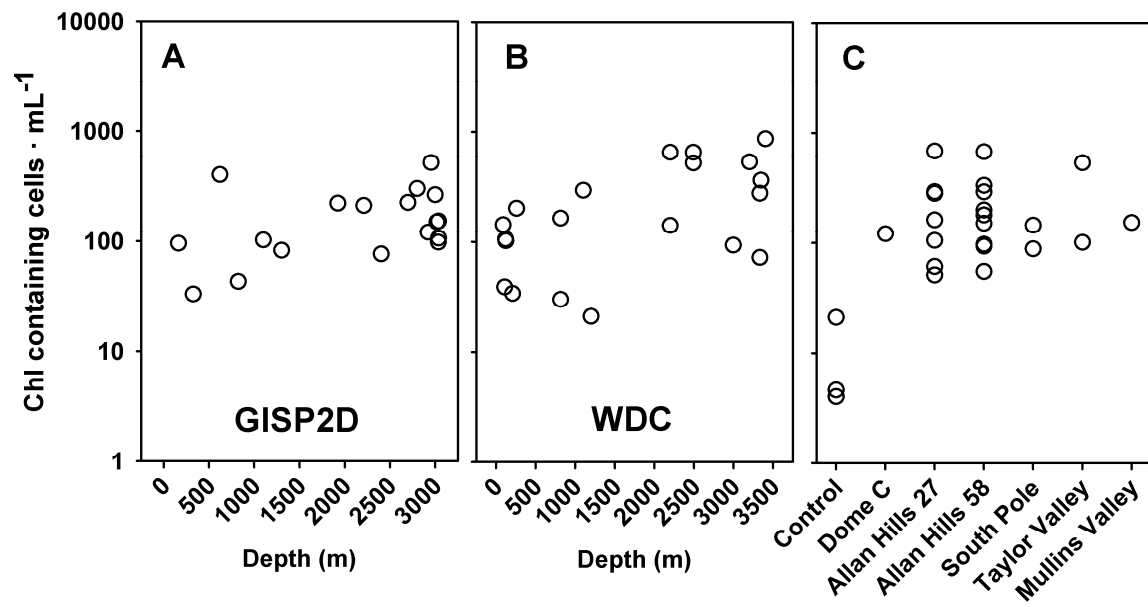 10000
1000
100
10
1
Chl containing cells · mL-1
A
GISP2D
0
500
1000
1500
2000
2500
3000
Depth (m)
B
WDC
0
500
1000
1500
2000
2500
3000
3500
Depth (m)
C
Control
Dome C
Allan Hills 27
Allan Hills 58
South Pole
Taylor Valley
Mullins Valley